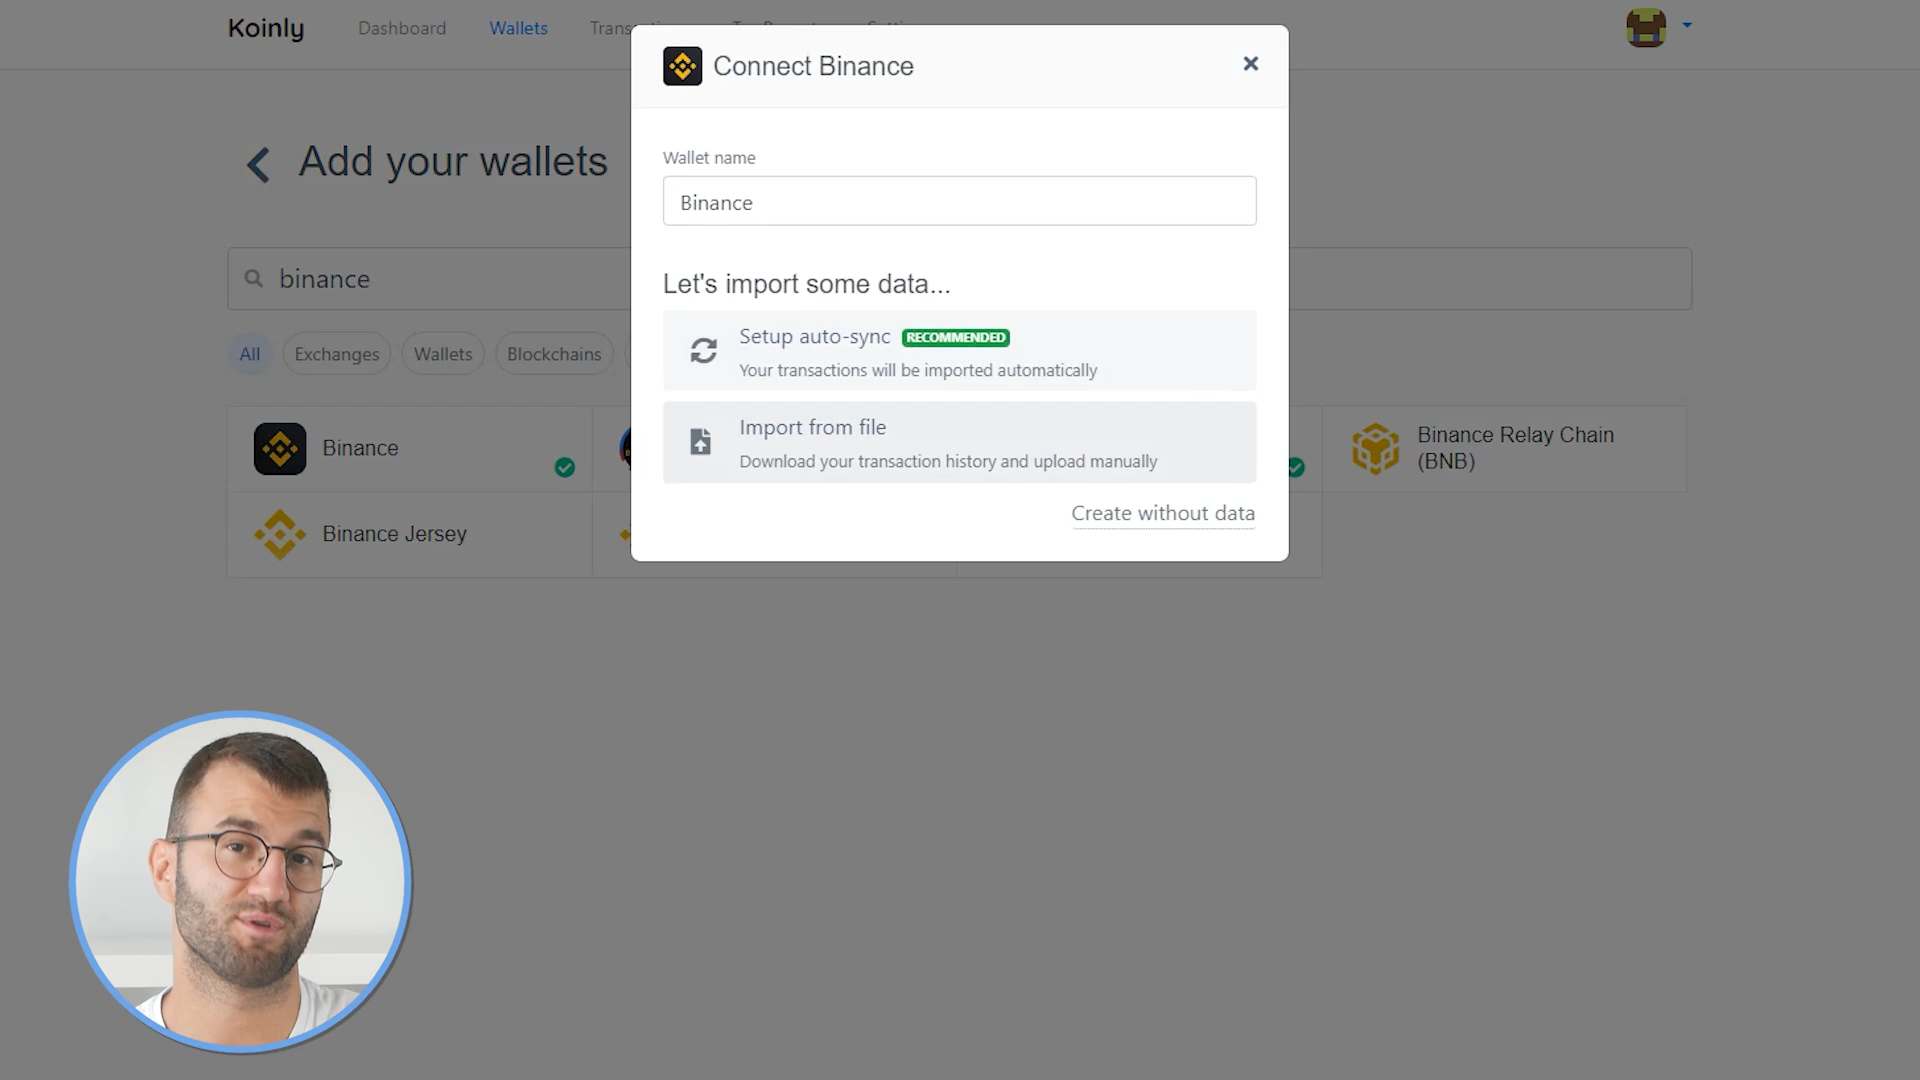 Koinly
Dashboard
Wallets
Connect Binance
Add your wallets
Wallet name
Binance
binance
Let's import some data...
Setup auto-sync RECOMMENDED
Your transactions will be imported automatically
All
Exchanges
Wallets
Blockchains
Import from file
Download your transaction history and upload manually
Binance
Binance Relay Chain
(BNB)
Create without data
Binance Jersey